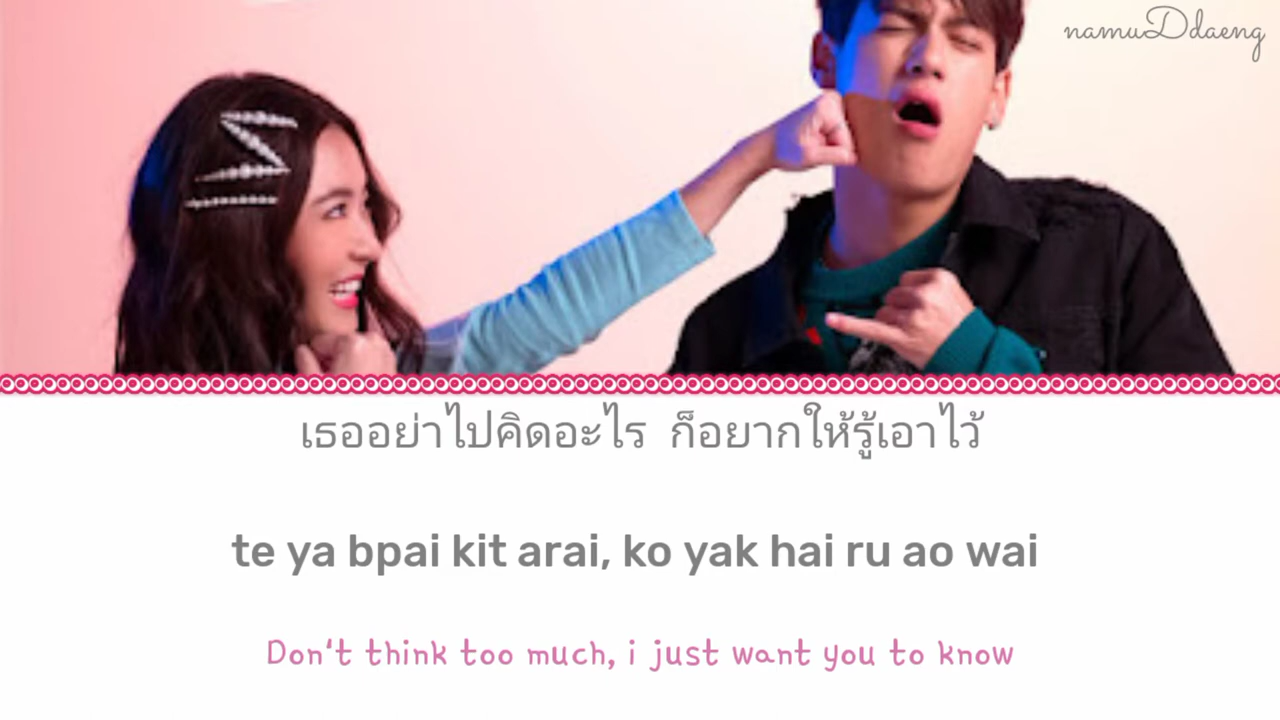 namuDdaeng
เธออย่าไปคิดอะไร ก็อยากให้รู้เอาไว้
te ya bpai kit arai, ko yak hai ru ao wai
Don't think too much, i just want you to know